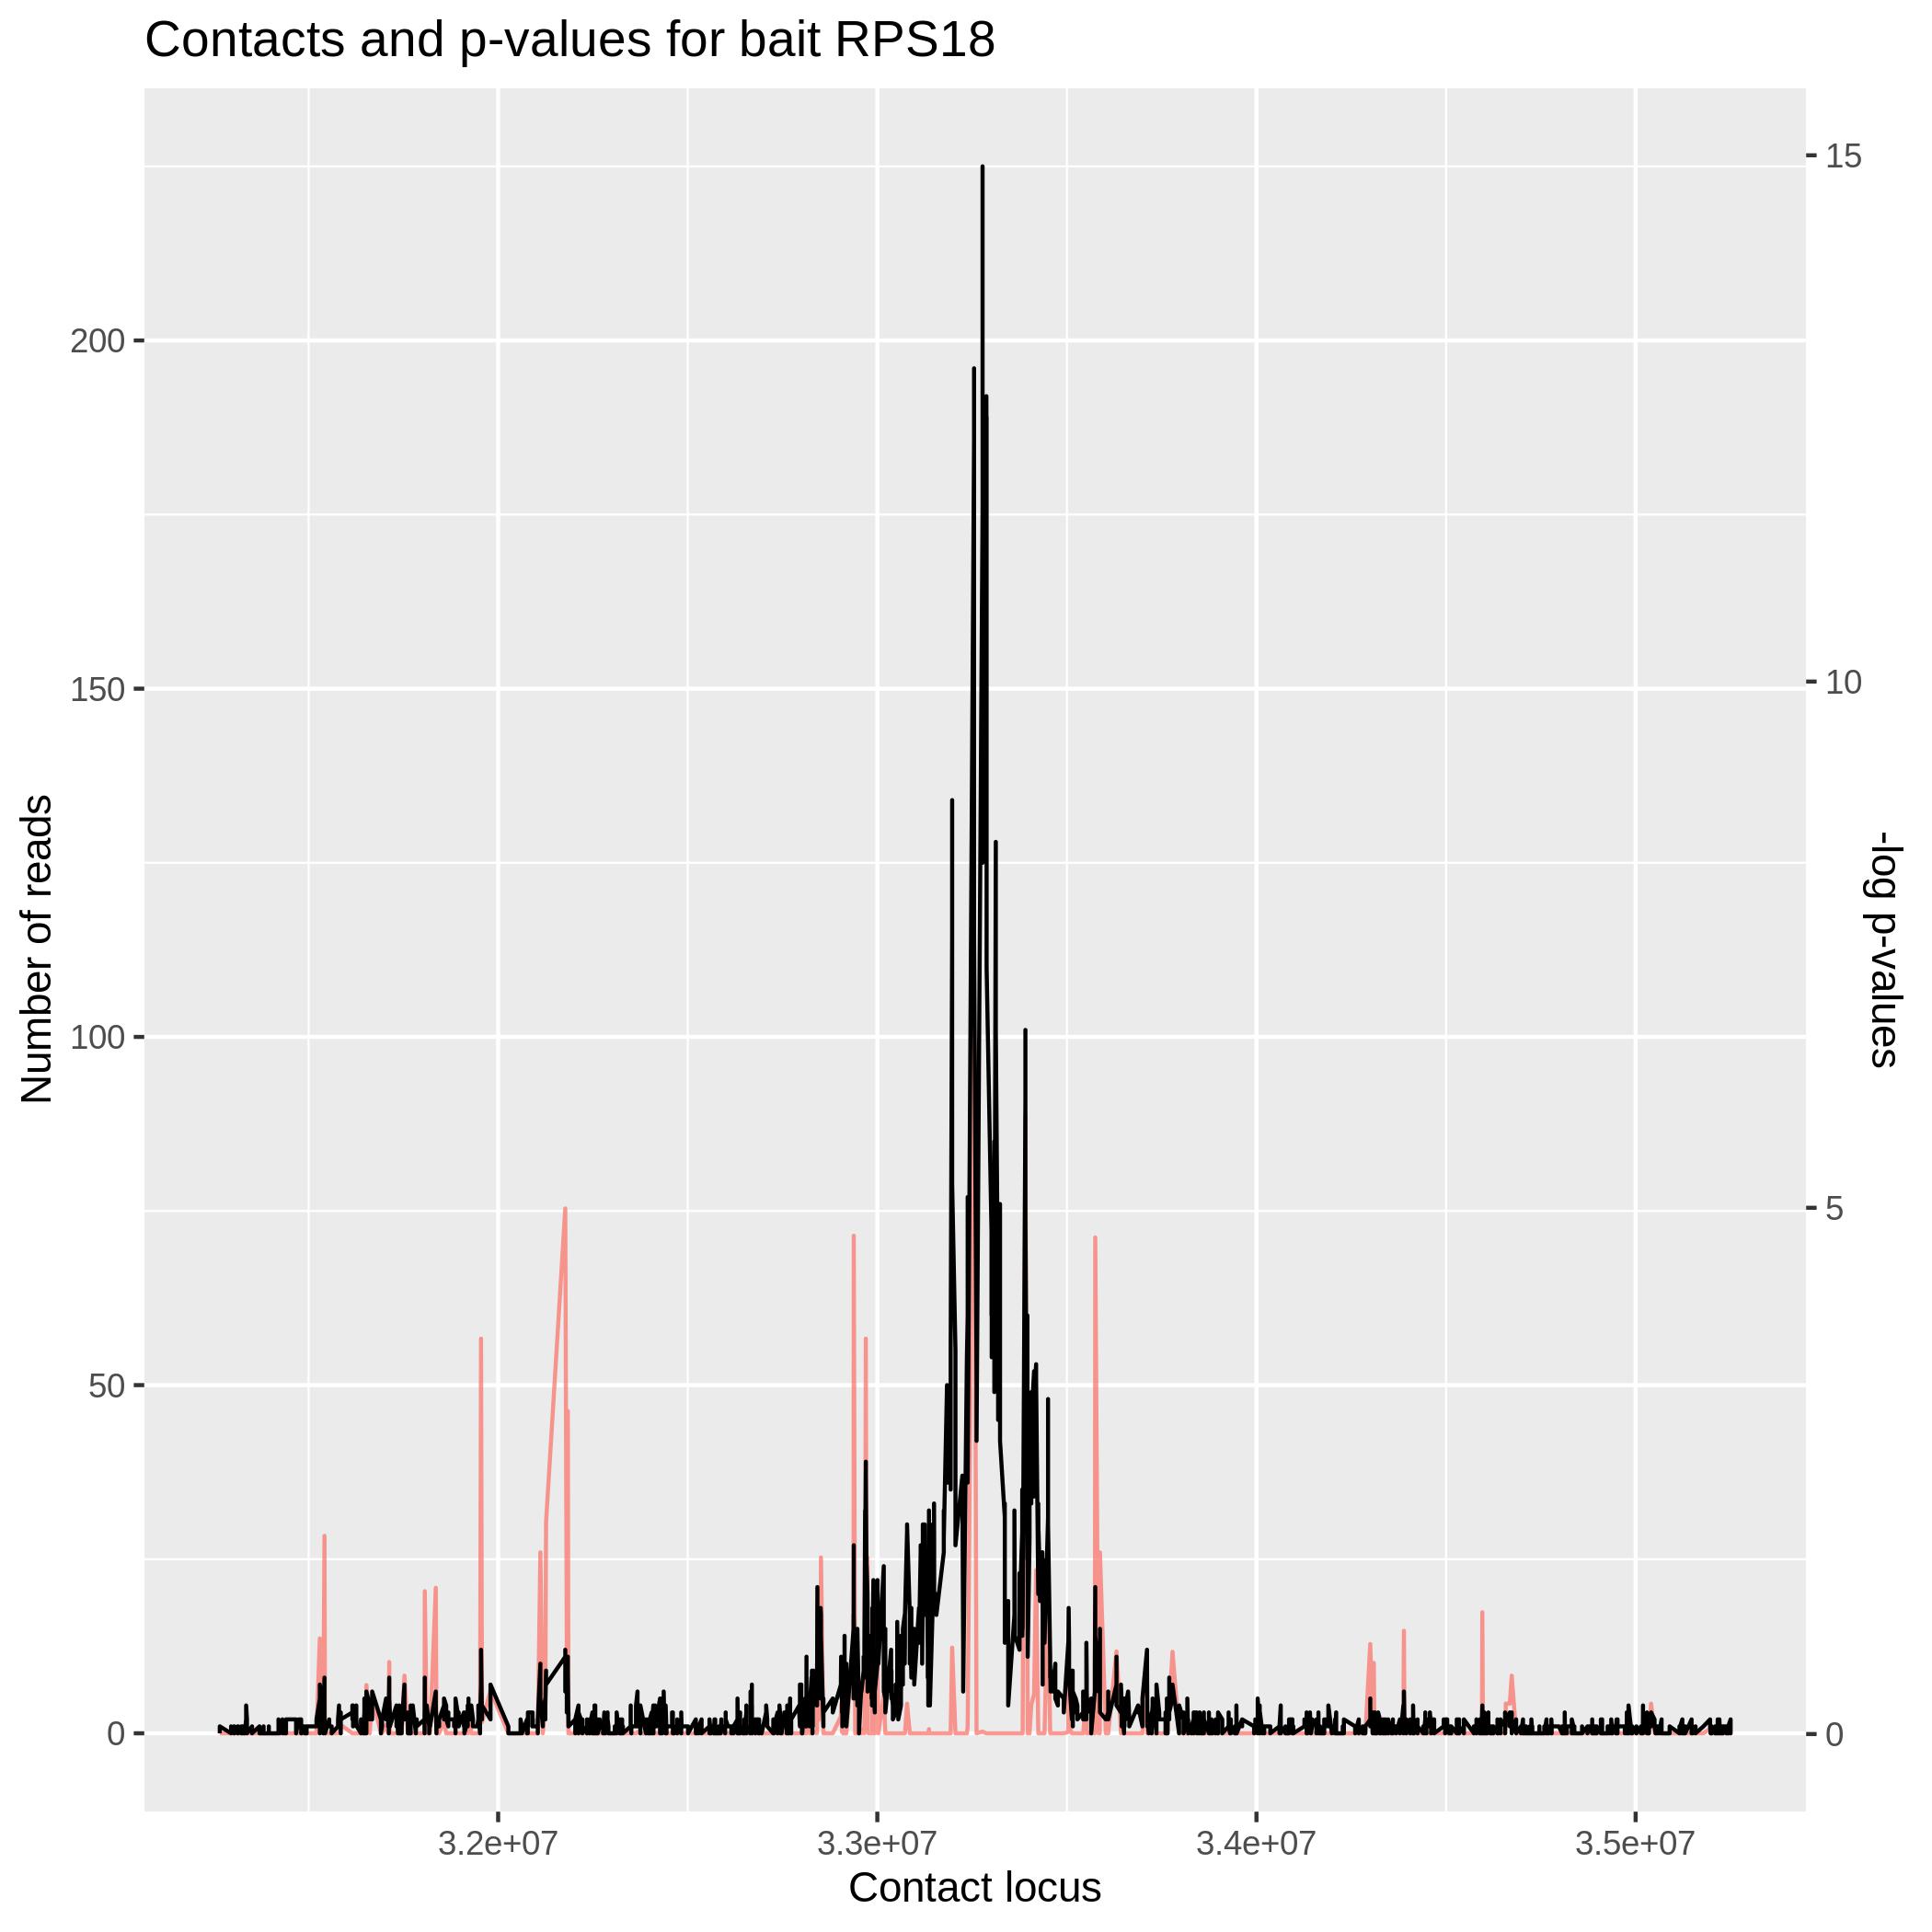 Contacts and p-values for bait RPS18
Number of reads
200
150
100
50
0
15
10
5
0
-log p-values
3.2e+07 3.3e+07 3.4e+07 3.5e+07
Contact locus